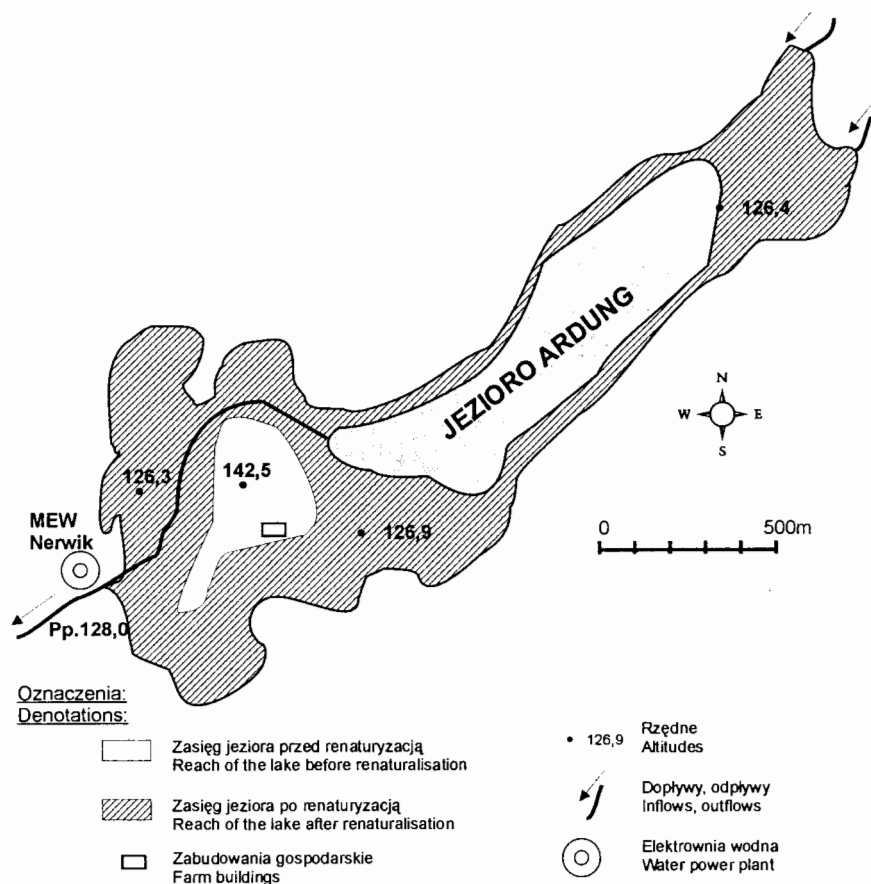 126,4
JEZIORO ARDUNG
N
W E
S
126,3
142,5
126,9
MEW
Nerwik
0 500m
Pp.128,0
Oznaczenia:
Denotations:
Zasięg jeziora przed renaturyzacją
Reach of the lake before renaturalisation
Zasięg jeziora po renaturyzacją
Reach of the lake after renaturalisation
Zabudowania gospodarskie
Farm buildings
126,9
Rzędne
Altitudes
Dopływy, odpływy
Inflows, outflows
Elektrownia wodna
Water power plant